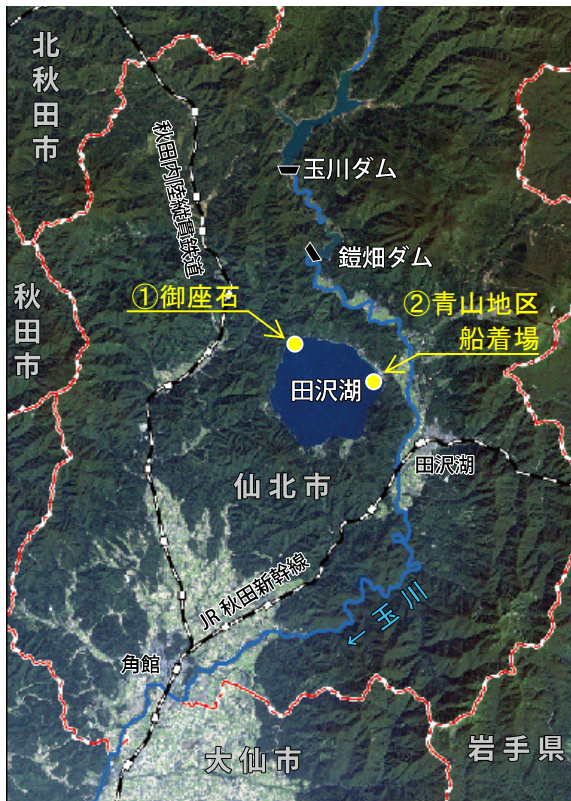 北秋田市
秋田内陸縦貫鉄道
玉川ダム
鎧畑ダム
秋田市
①御座石
②青山地区
船着場
田沢湖
田沢湖
仙北市
JR 秋田新幹線
← 玉川
角館
大仙市
岩手県